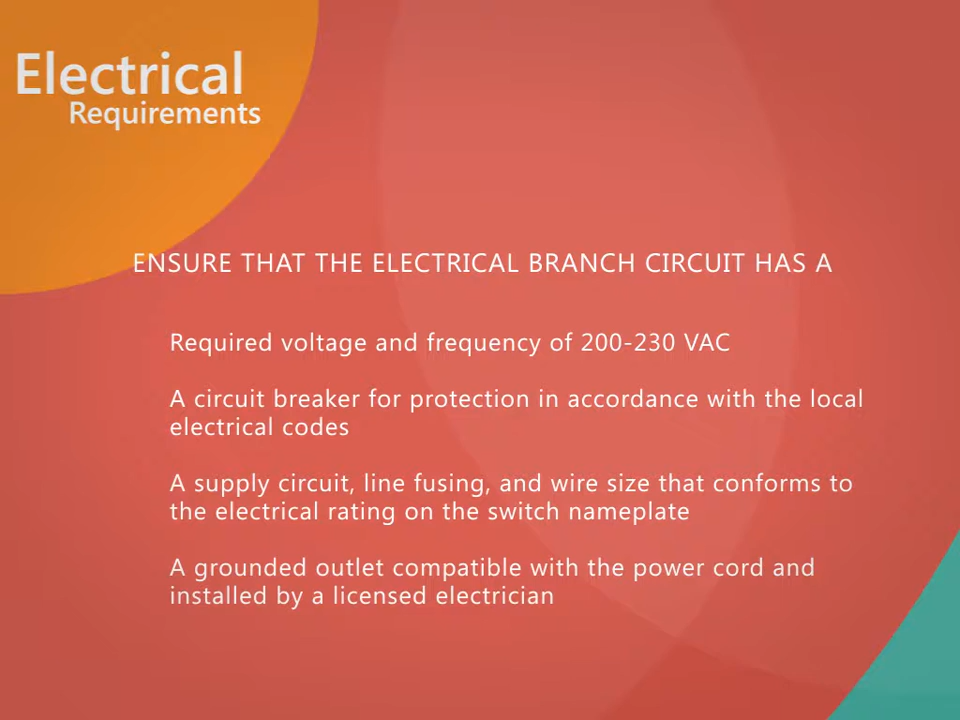 Electrical
Requirements
ENSURE THAT THE ELECTRICAL BRANCH CIRCUIT HAS A
Required voltage and frequency of 200-230 VAC
A circuit breaker for protection in accordance with the local
electrical codes
A supply circuit, line fusing, and wire size that conforms to
the electrical rating on the switch nameplate
A grounded outlet compatible with the power cord and
installed by a licensed electrician